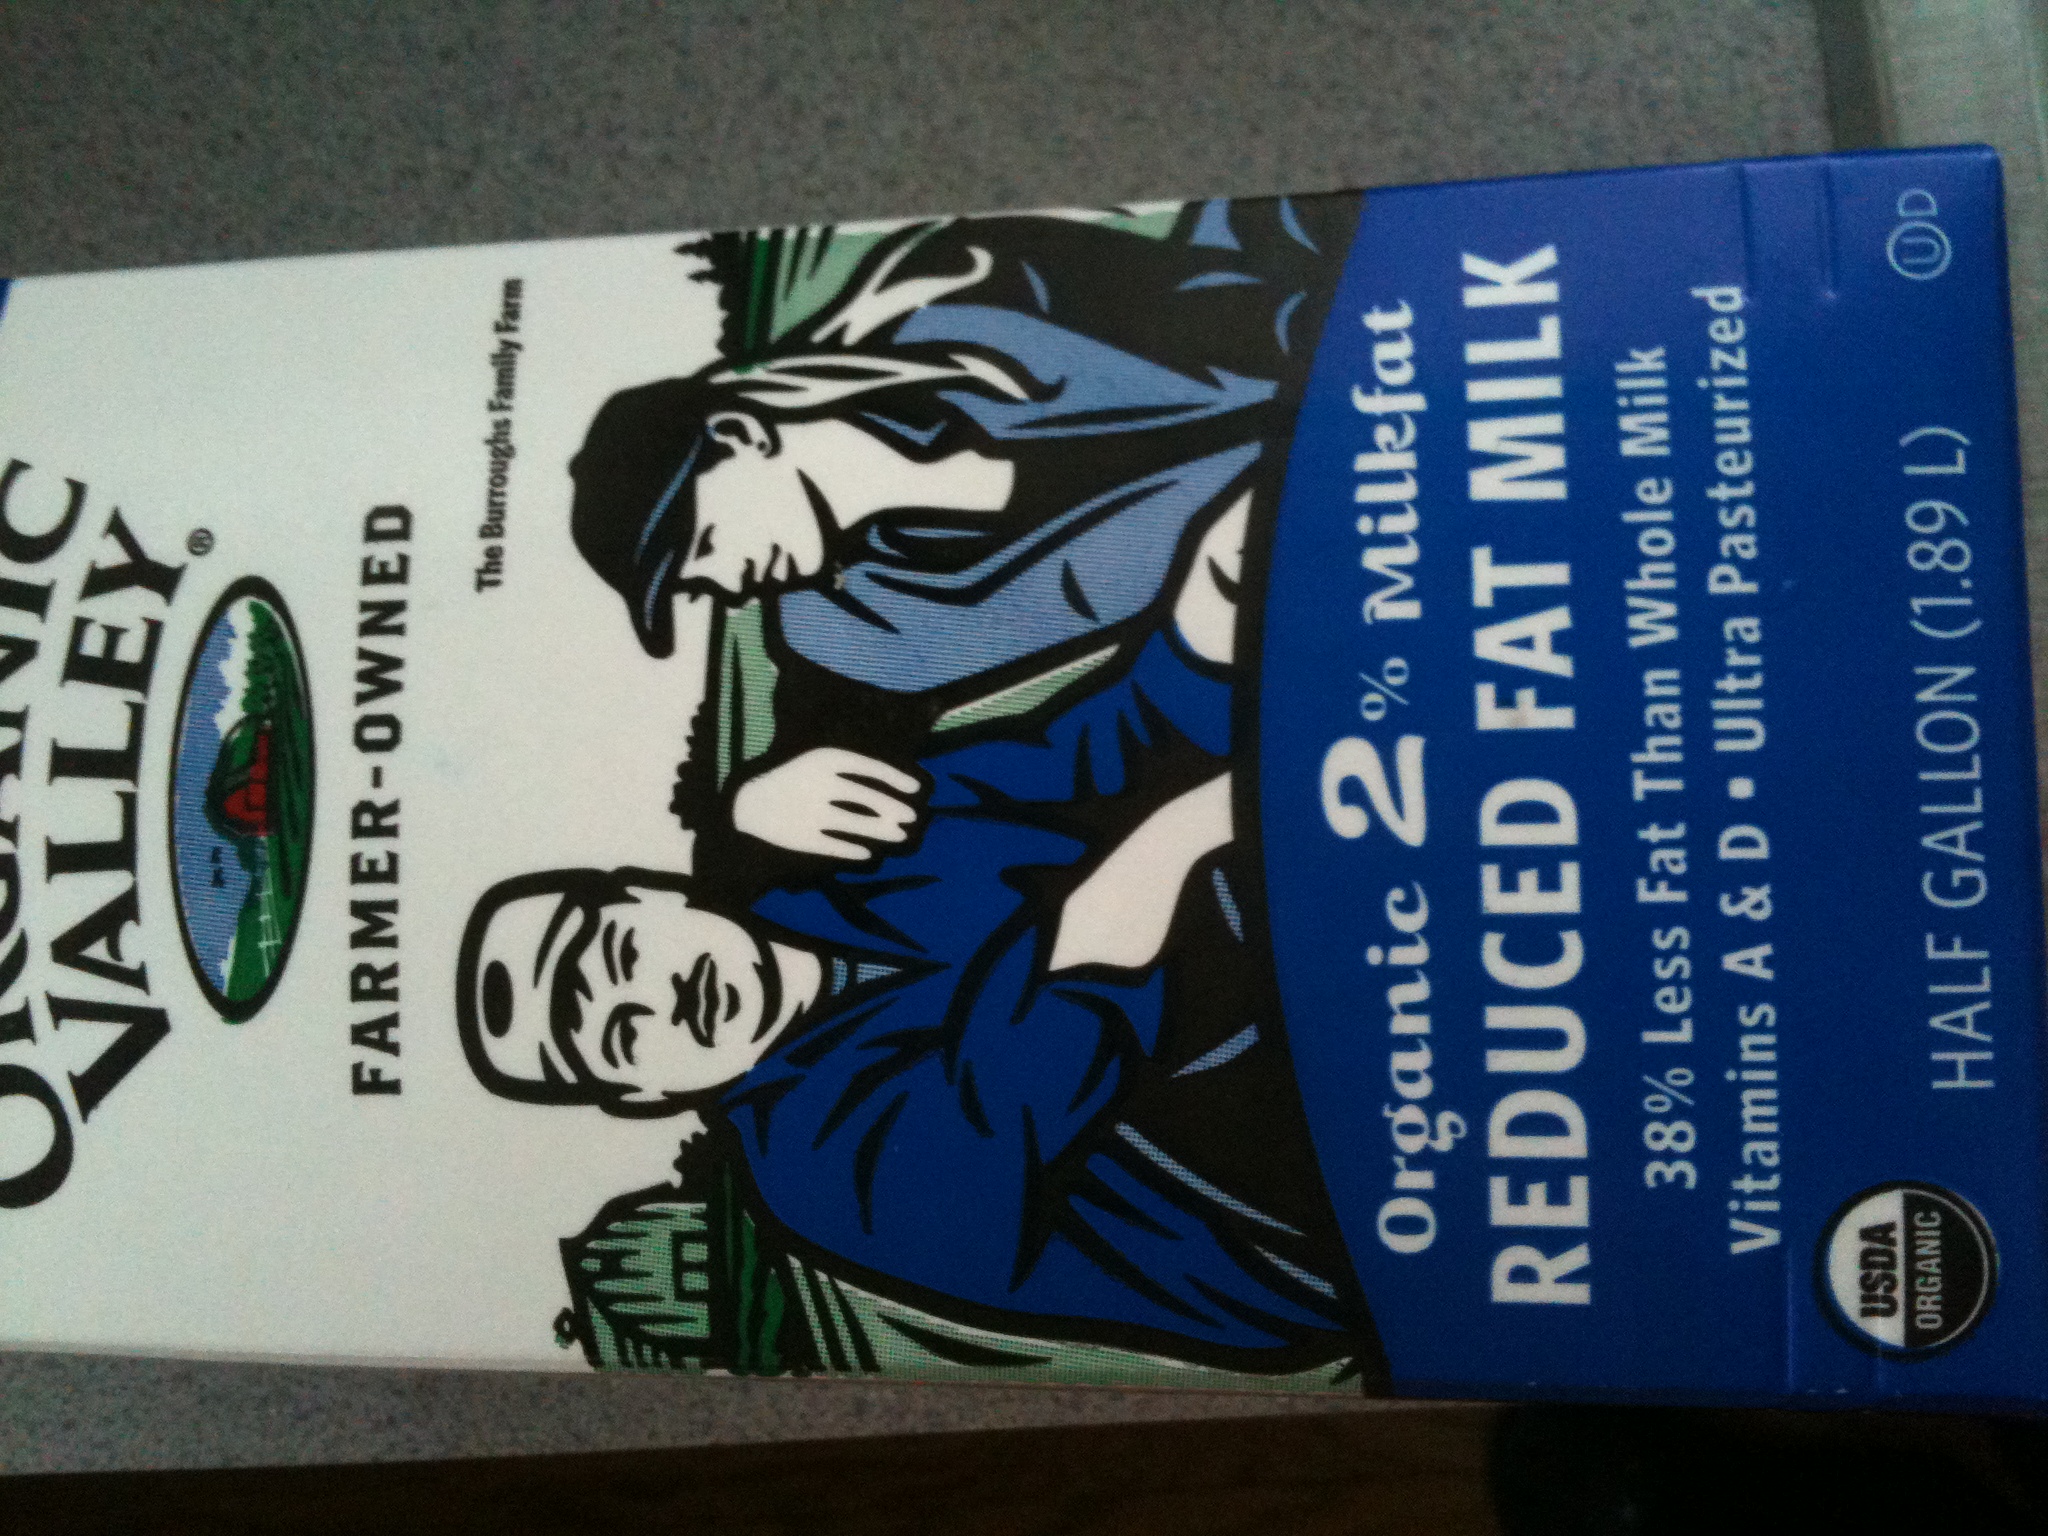 ORGANIC
VALLEY®
FARMER-OWNED
The Burroughs Family Farm
Organic 2% Milkfat
REDUCED FAT MILK
38% Less Fat Than Whole Milk
Vitamins A & D • Ultra Pasteurized
USDA
ORGANIC
HALF GALLON (1.89 L)
Ⓤ D